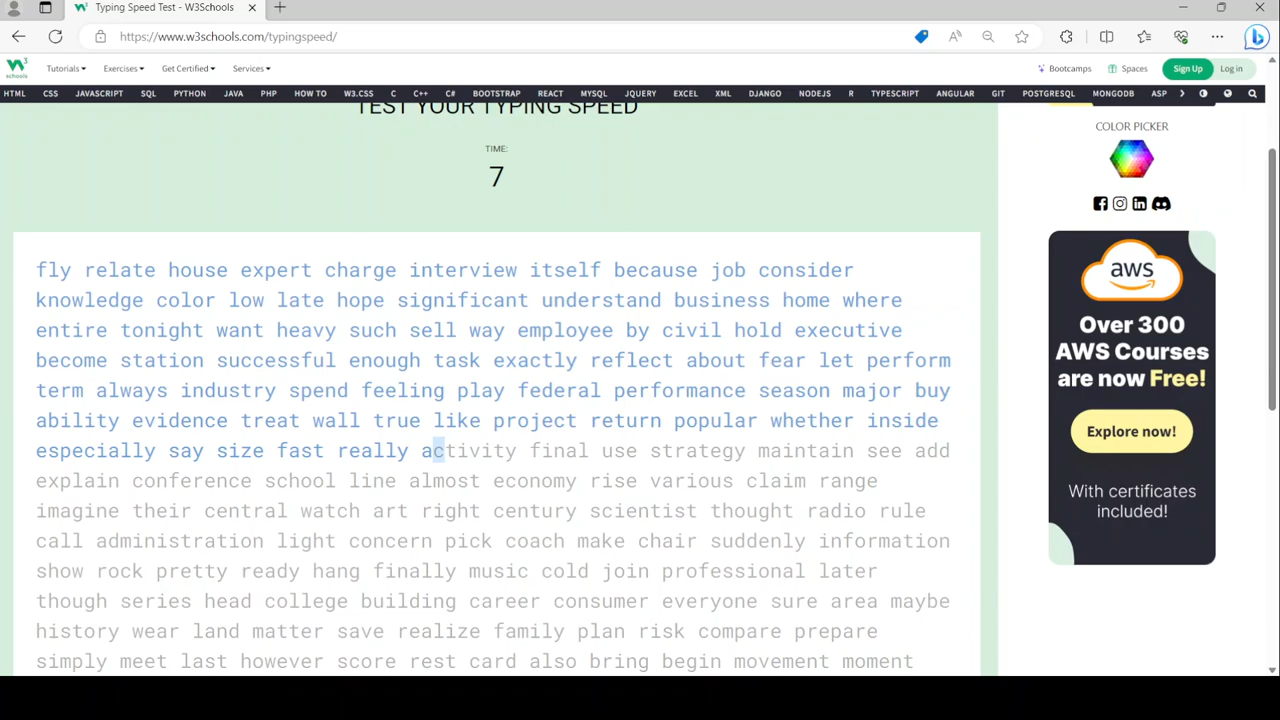 Typing Speed Test - W3Schools
https://www.w3schools.com/typingspeed/
W3
schools
Tutorials Exercises Get Certified Services Bootcamps Spaces Sign Up Log in
HTML CSS JAVASCRIPT SQL PYTHON JAVA PHP HOW TO W3.CSS C C++ C# BOOTSTRAP REACT MYSQL JQUERY EXCEL XML DJANGO NODEJS R TYPESCRIPT ANGULAR GIT POSTGRESQL MONGODB ASP
TEST YOUR TYPING SPEED
TIME:
7
fly relate house expert charge interview itself because job consider
knowledge color low late hope significant understand business home where
entire tonight want heavy such sell way employee by civil hold executive
become station successful enough task exactly reflect about fear let perform
term always industry spend feeling play federal performance season major buy
ability evidence treat wall true like project return popular whether inside
especially say size fast really activity final use strategy maintain see add
explain conference school line almost economy rise various claim range
imagine their central watch art right century scientist thought radio rule
call administration light concern pick coach make chair suddenly information
show rock pretty ready hang finally music cold join professional later
though series head college building career consumer everyone sure area maybe
history wear land matter save realize family plan risk compare prepare
simply meet last however score rest card also bring begin movement moment
COLOR PICKER
aws
Over 300
AWS Courses
are now Free!
Explore now!
With certificates
included!